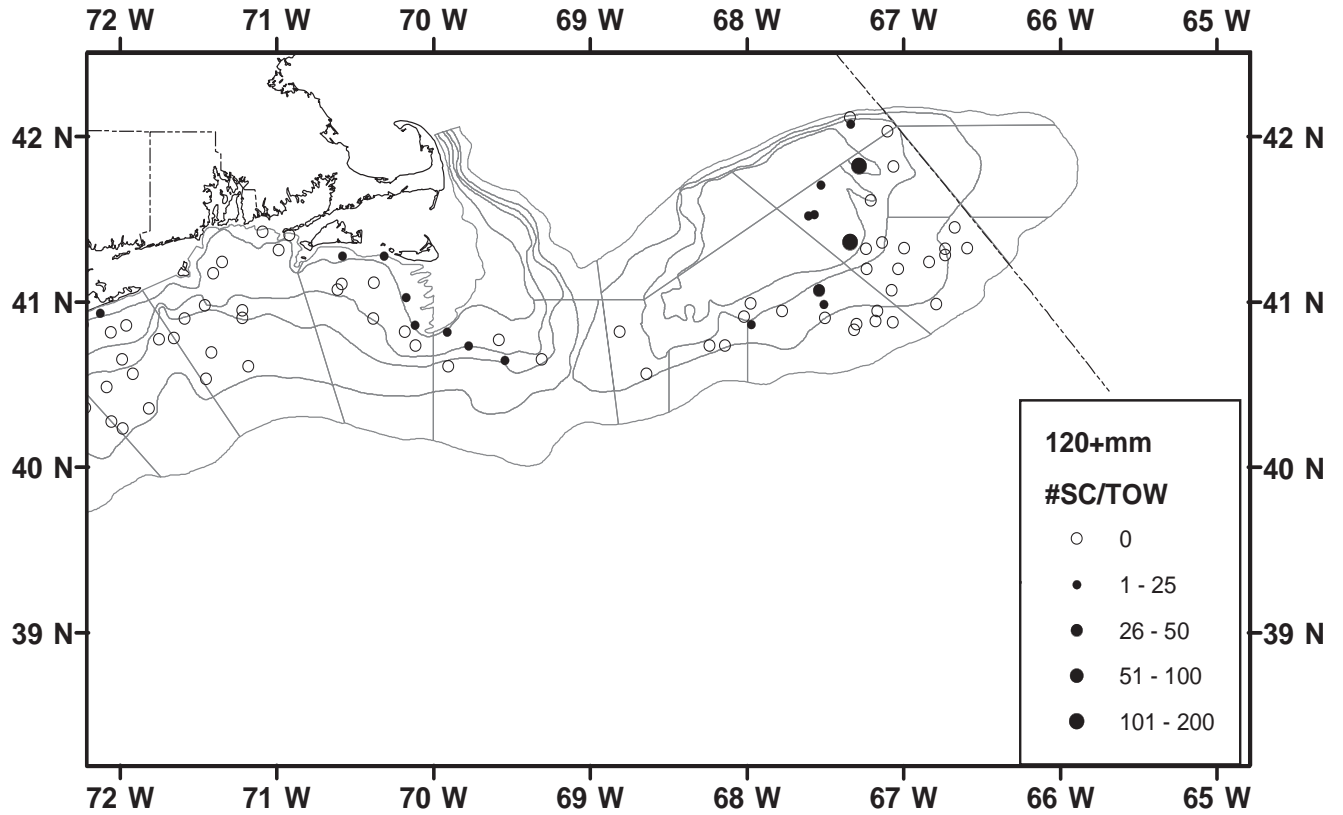 72 W 71 W 70 W 69 W 68 W 67 W 66 W 65 W
42 N 42 N
41 N 41 N
40 N 40 N
39 N 39 N
120+mm
#SC/TOW
0
1 - 25
26 - 50
51 - 100
101 - 200
72 W 71 W 70 W 69 W 68 W 67 W 66 W 65 W